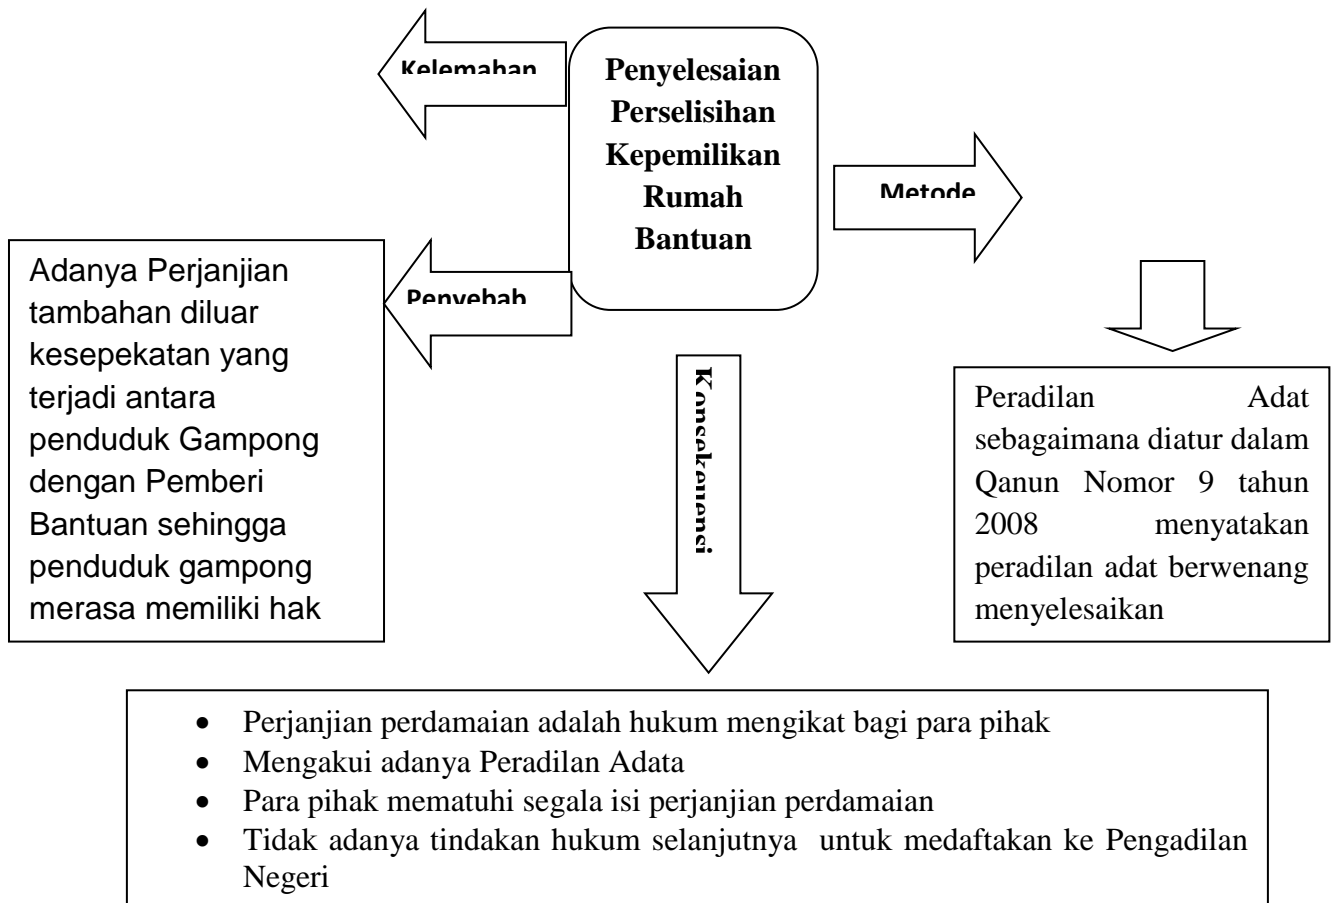 Kelemahan
Penyelesaian
Perselisihan
Kepemilikan
Rumah
Bantuan
Metode
Penyebab
Adanya Perjanjian
tambahan diluar
kesepekatan yang
terjadi antara
penduduk Gampong
dengan Pemberi
Bantuan sehingga
penduduk gampong
merasa memiliki hak
Konsekenensi
Peradilan Adat
sebagaimana diatur dalam
Qanun Nomor 9 tahun
2008 menyatakan
peradilan adat berwenang
menyelesaikan
• Perjanjian perdamaian adalah hukum mengikat bagi para pihak
• Mengakui adanya Peradilan Adata
• Para pihak mematuhi segala isi perjanjian perdamaian
• Tidak adanya tindakan hukum selanjutnya untuk medaftakan ke Pengadilan
Negeri